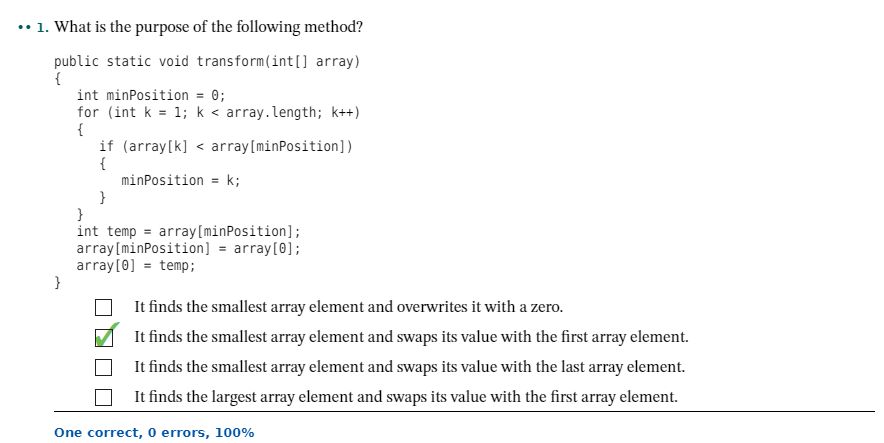 •• 1. What is the purpose of the following method?
public static void transform(int[] array)
{
   int minPosition = 0;
   for (int k = 1; k < array.length; k++)
   {
      if (array[k] < array[minPosition])
      {
         minPosition = k;
      }
   }
   int temp = array[minPosition];
   array[minPosition] = array[0];
   array[0] = temp;
}
It finds the smallest array element and overwrites it with a zero.
It finds the smallest array element and swaps its value with the first array element.
It finds the smallest array element and swaps its value with the last array element.
It finds the largest array element and swaps its value with the first array element.
One correct, 0 errors, 100%